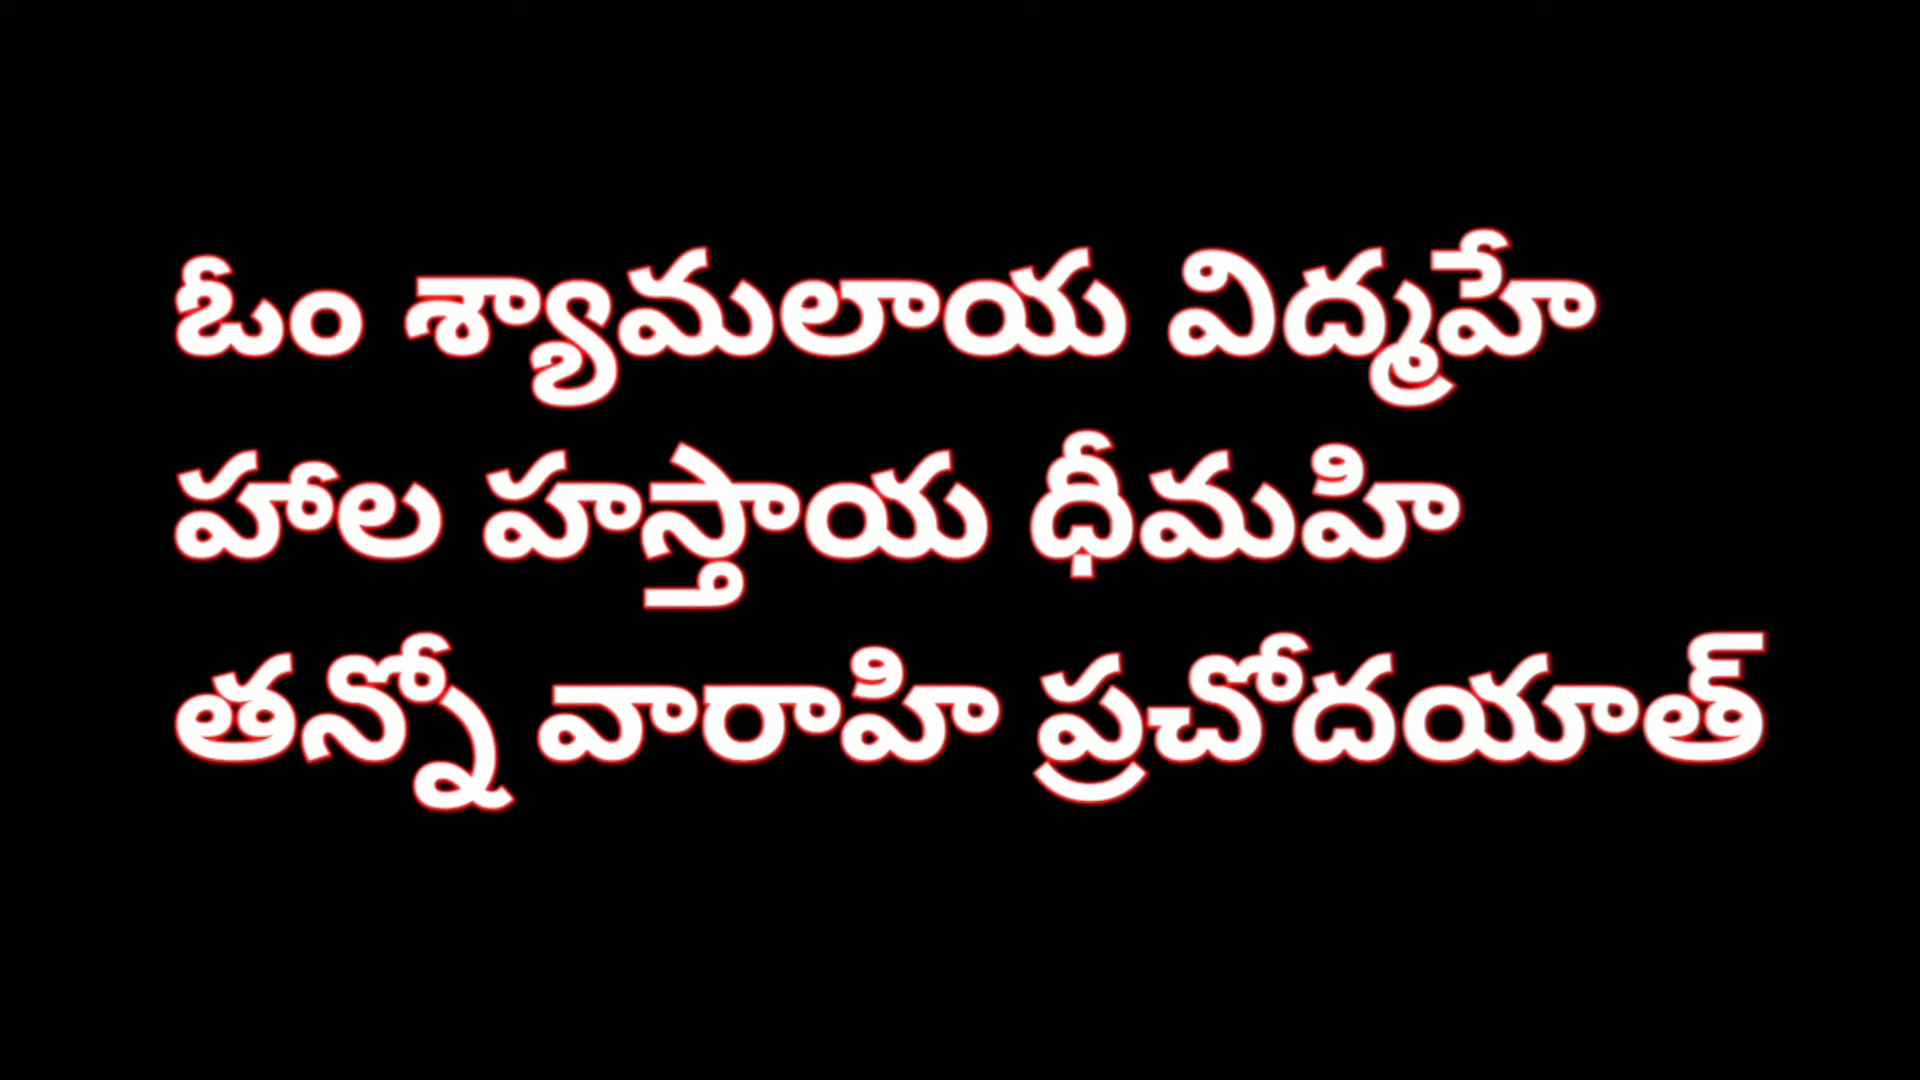 ఓం శ్యామలాయ విద్మహే
హాల హస్తాయ ధీమహి
తన్నో వారాహి ప్రచోదయాత్